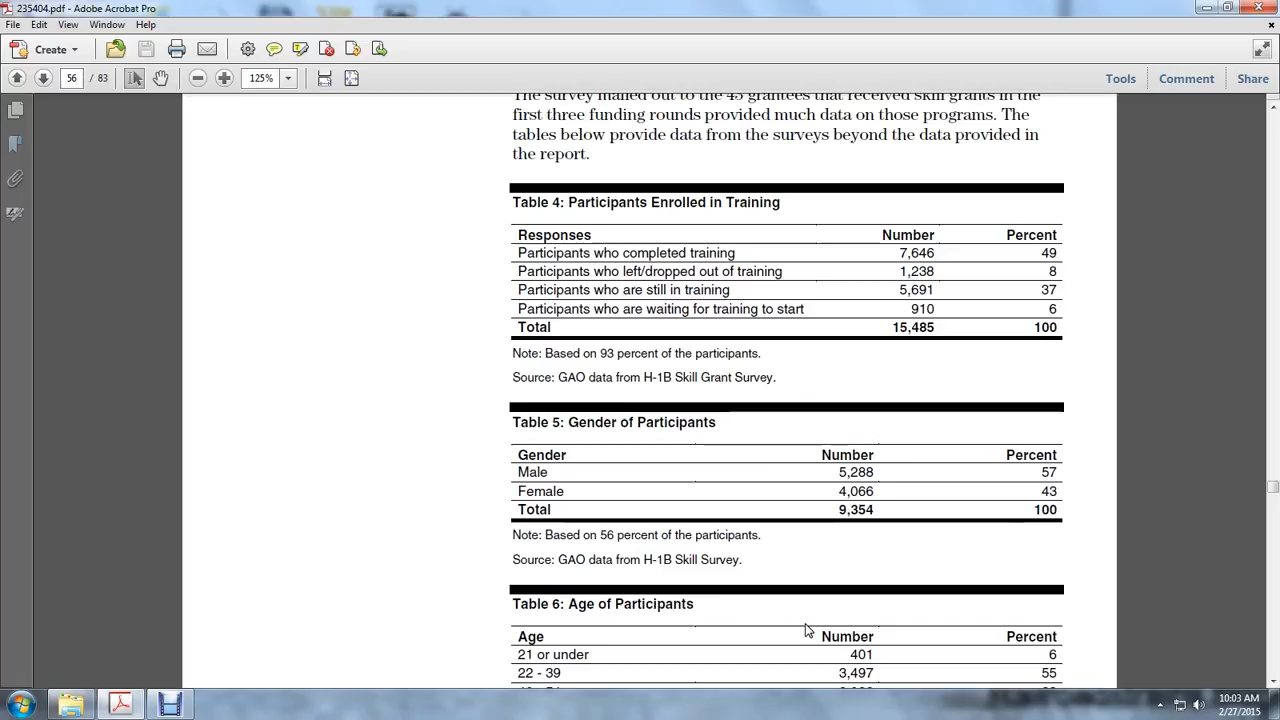 235404.pdf - Adobe Acrobat Pro
File Edit View Window Help
Create
56 / 83 125% Tools Comment Share
The survey mailed out to the 43 grantees that received skill grants in the
first three funding rounds provided much data on those programs. The
tables below provide data from the surveys beyond the data provided in
the report.
Table 4: Participants Enrolled in Training
Responses Number Percent
Participants who completed training 7,646 49
Participants who left/dropped out of training 1,238 8
Participants who are still in training 5,691 37
Participants who are waiting for training to start 910 6
Total 15,485 100
Note: Based on 93 percent of the participants.
Source: GAO data from H-1B Skill Grant Survey.
Table 5: Gender of Participants
Gender Number Percent
Male 5,288 57
Female 4,066 43
Total 9,354 100
Note: Based on 56 percent of the participants.
Source: GAO data from H-1B Skill Survey.
Table 6: Age of Participants
Age Number Percent
21 or under 401 6
22 - 39 3,497 55
10:03 AM
2/27/2015